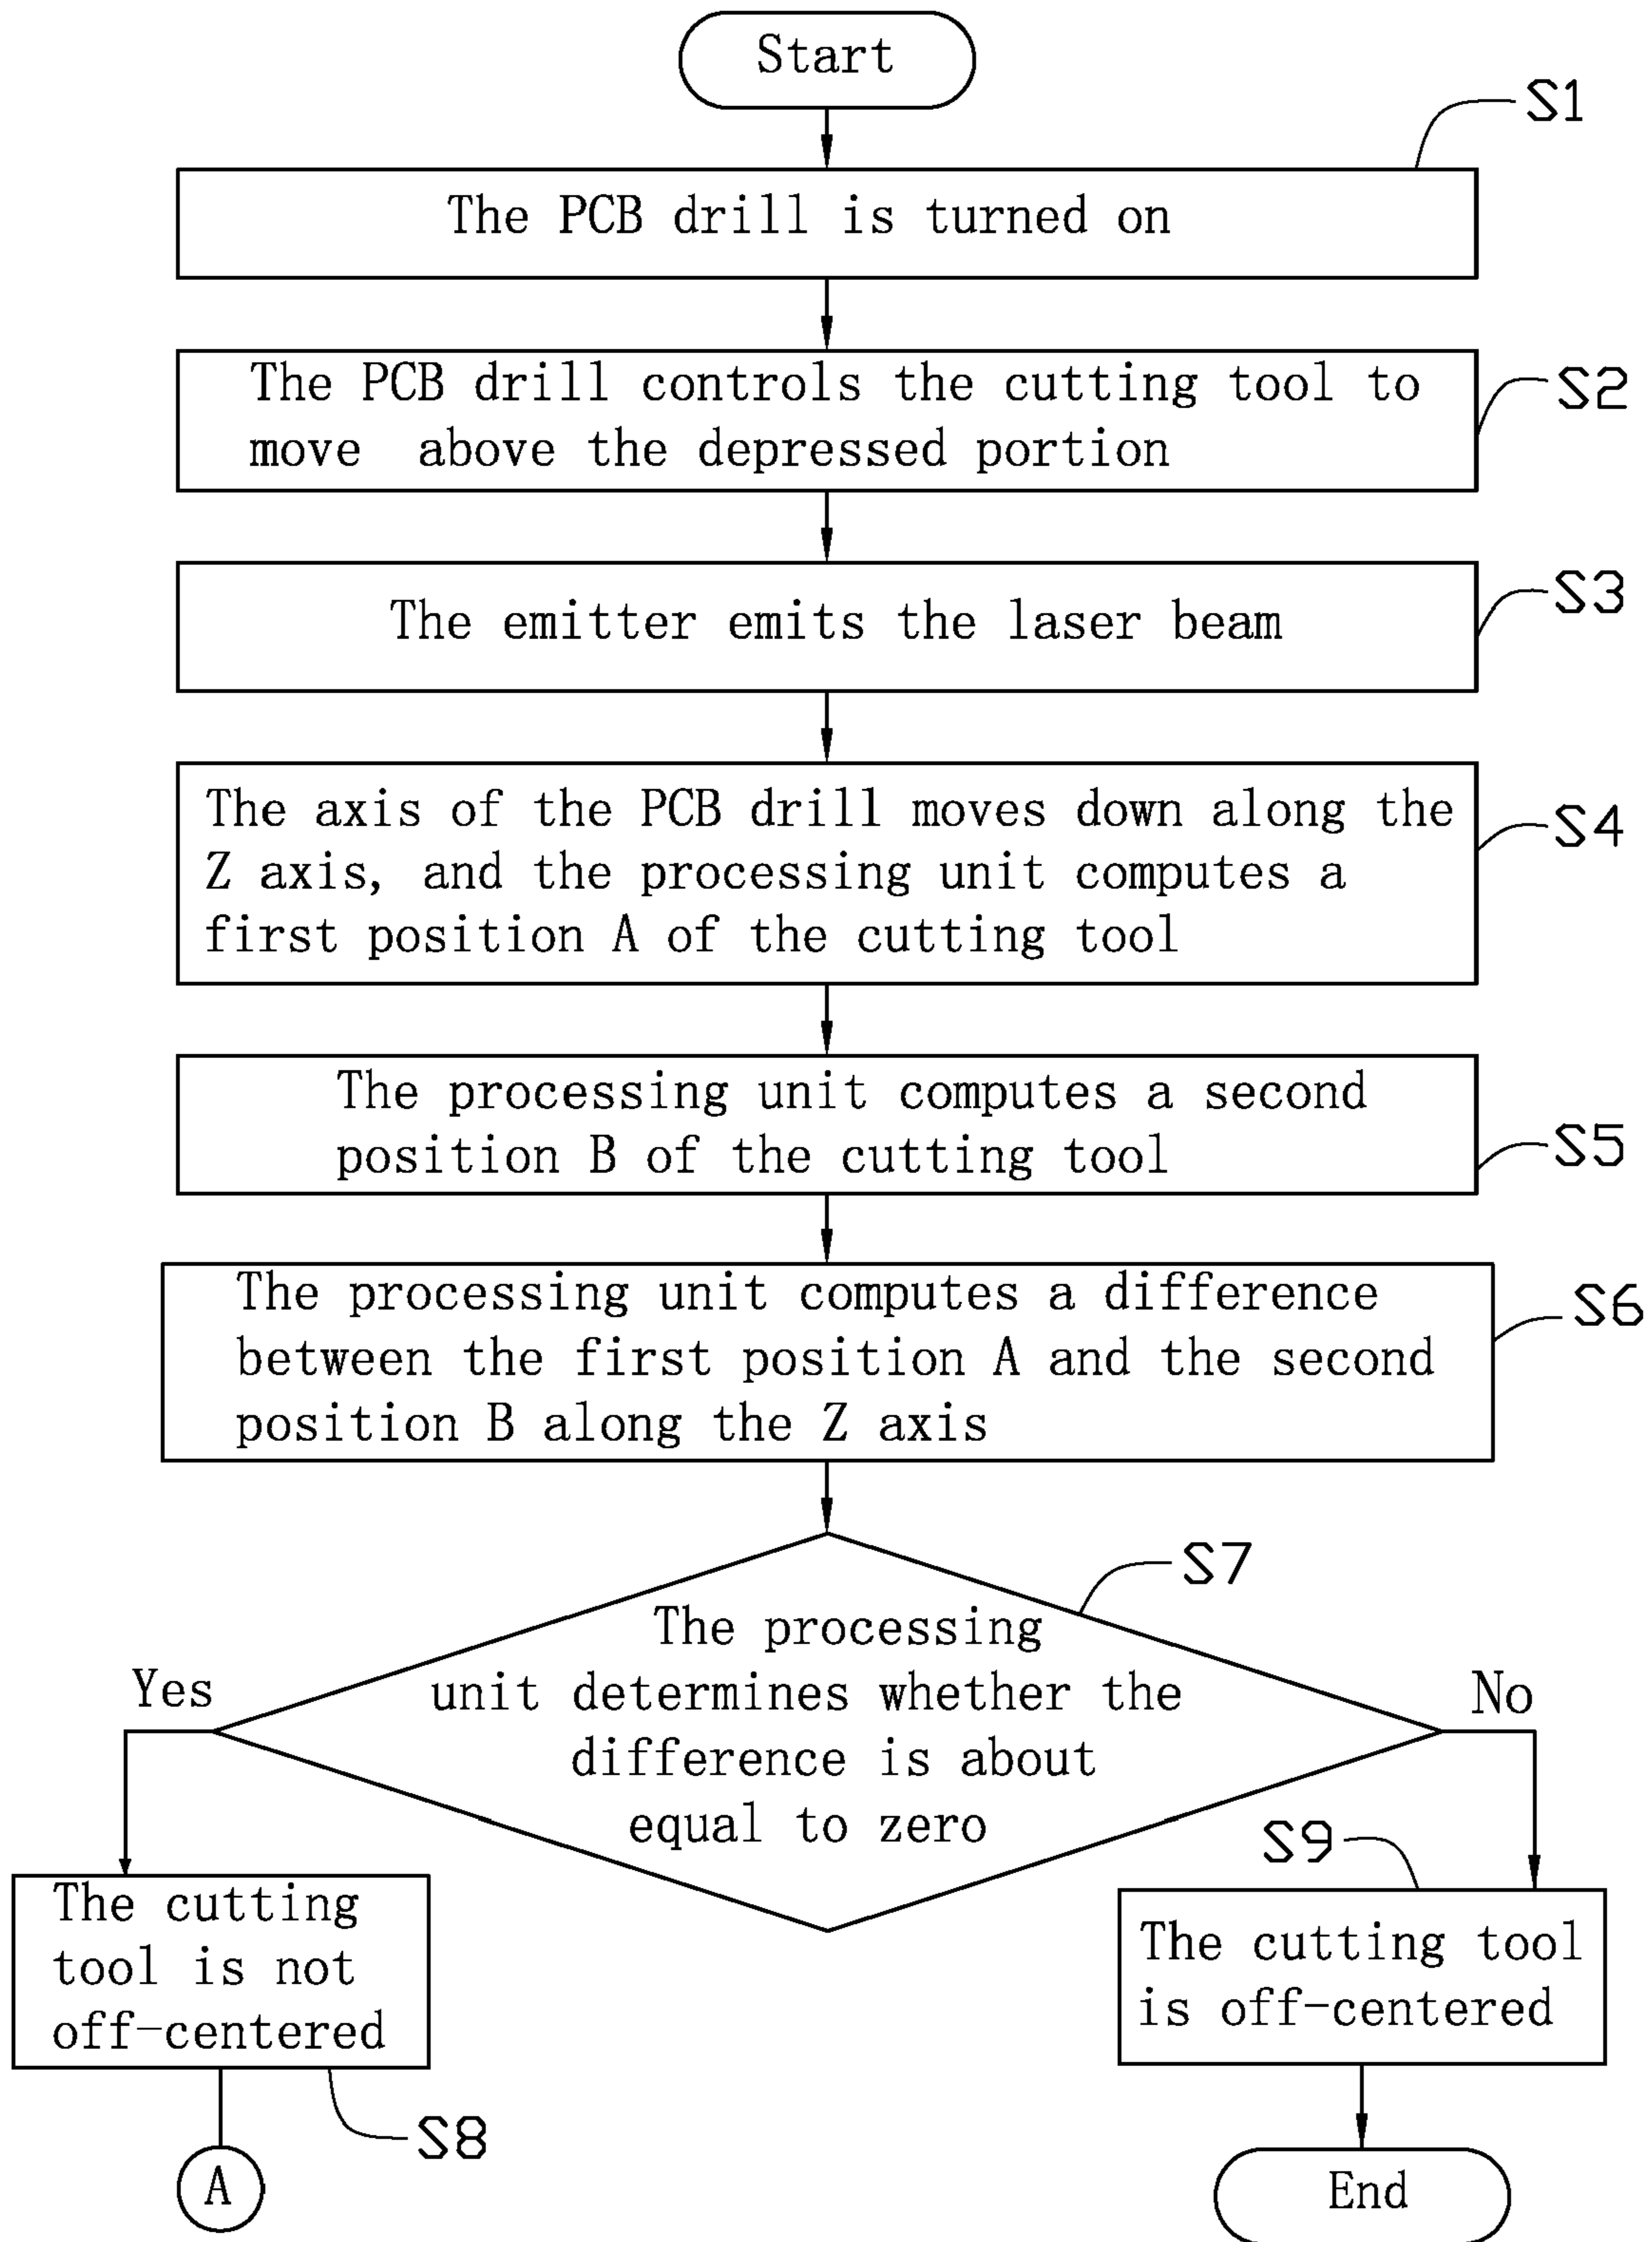 Start
S1
The PCB drill is turned on
The PCB drill controls the cutting tool to
move above the depressed portion
S2
The emitter emits the laser beam
S3
The axis of the PCB drill moves down along the
Z axis, and the processing unit computes a
first position A of the cutting tool
S4
The processing unit computes a second
position B of the cutting tool
S5
The processing unit computes a difference
between the first position A and the second
position B along the Z axis
S6
S7
The processing
unit determines whether the
difference is about
equal to zero
Yes
No
The cutting
tool is not
off-centered
S8
A
S9
The cutting tool
is off-centered
End